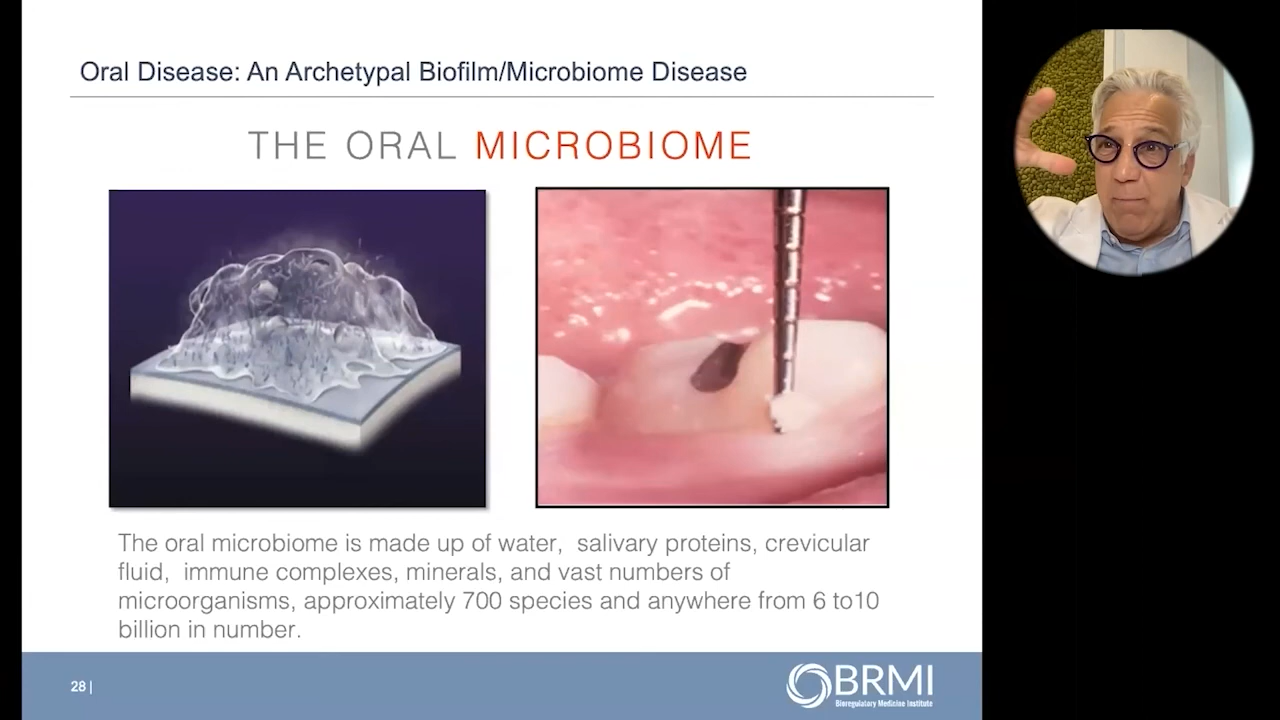 Oral Disease: An Archetypal Biofilm/Microbiome Disease
THE ORAL MICROBIOME
The oral microbiome is made up of water,  salivary proteins, crevicular
fluid,  immune complexes, minerals, and vast numbers of
microorganisms, approximately 700 species and anywhere from 6 to10
billion in number.
28 |
BRMI
Bioregulatory Medicine Institute